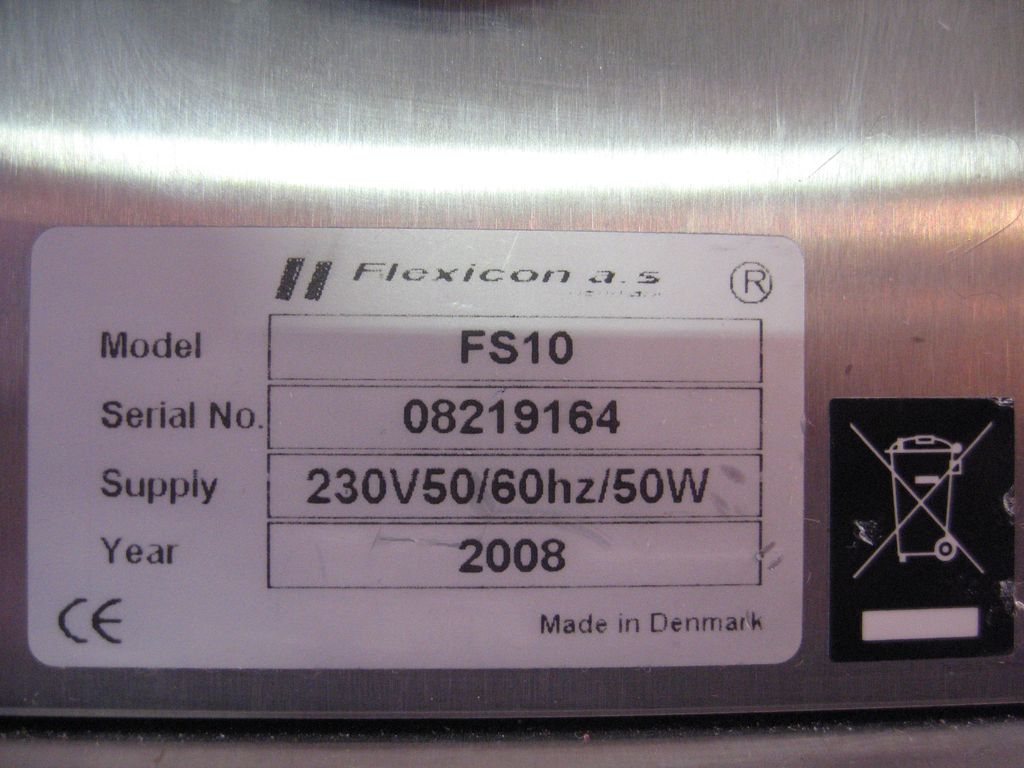 Flexicon a.s
®
Model FS10
Serial No. 08219164
Supply 230V50/60hz/50W
Year 2008
CE
Made in Denmark